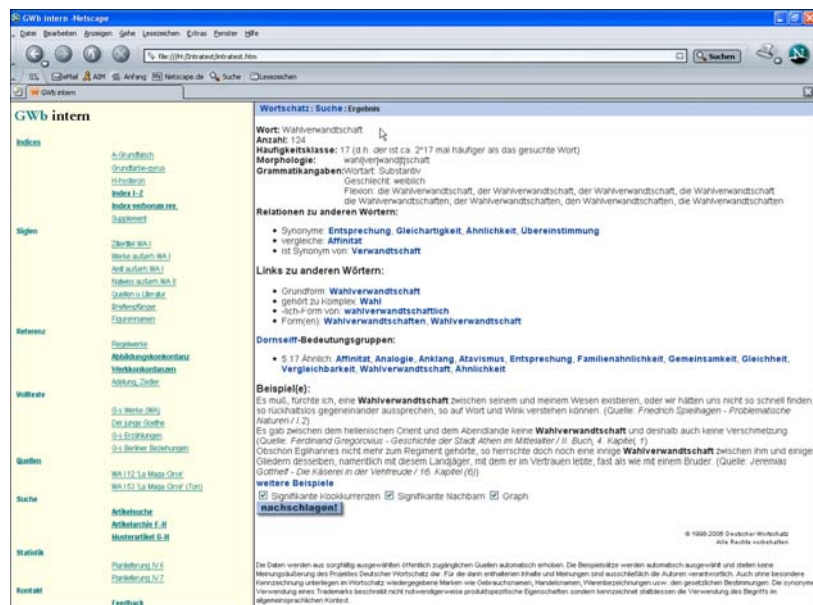 GWb intern - Netscape
Datei Bearbeiten Anzeigen Gehe Lesezeichen Extras Fenster Hilfe
file:///H:/Intratest/intratest.htm
Suchen
eMail AIM Anfang Netscape.de Suche Lesezeichen
GWb intern
GWb intern
Indices
A-Grundfalsch
Grundfarbe-gyrus
H-hysteron
Index I-Z
Index verborum rev.
Supplement
Siglen
Zitiertitel WA I
Werke außerh. WA I
Amtl außerh. WA I
Natwiss außerh. WA II
Quellen u Literatur
Briefempfänger
Figurennamen
Referenz
Regelwerke
Abbildungskonkordanz
Werkkonkordanzen
Adelung, Zedler
Volltexte
G-s Werke (WA)
Der junge Goethe
G-s Erzählungen
G-s Berliner Beziehungen
Quellen
WA I 12 'La Maga Circe'
WA I 53 'La Maga Circe' (Ton)
Suche
Artikelsuche
Artikelarchiv F-H
Musterartikel G-H
Statistik
Planlieferung IV 6
Planlieferung IV 7
Kontakt
Feedback
Wortschatz : Suche : Ergebnis
Wort: Wahlverwandtschaft
Anzahl: 124
Häufigkeitsklasse: 17 (d.h. der ist ca. 2^17 mal häufiger als das gesuchte Wort)
Morphologie: wahl|ver|wand|t|schaft
Grammatikangaben: Wortart: Substantiv
Geschlecht: weiblich
Flexion: die Wahlverwandtschaft, der Wahlverwandtschaft, der Wahlverwandtschaft, die Wahlverwandtschaft
die Wahlverwandtschaften, der Wahlverwandtschaften, den Wahlverwandtschaften, die Wahlverwandtschaften
Relationen zu anderen Wörtern:
• Synonyme: Entsprechung, Gleichartigkeit, Ähnlichkeit, Übereinstimmung
• vergleiche: Affinität
• ist Synonym von: Verwandtschaft
Links zu anderen Wörtern:
• Grundform: Wahlverwandtschaft
• gehört zu Komplex: Wahl
• -lich-Form von: wahlverwandtschaftlich
• Form(en): Wahlverwandtschaften, Wahlverwandtschaft
Dornseiff-Bedeutungsgruppen:
• 5.17 Ähnlich: Affinität, Analogie, Anklang, Atavismus, Entsprechung, Familienähnlichkeit, Gemeinsamkeit, Gleichheit,
Vergleichbarkeit, Wahlverwandtschaft, Ähnlichkeit
Beispiel(e):
Es muß, fürchte ich, eine Wahlverwandtschaft zwischen seinem und meinem Wesen existieren, oder wir hätten uns nicht so schnell finden,
so rückhaltslos gegeneinander aussprechen, so auf Wort und Wink verstehen können. (Quelle: Friedrich Spielhagen - Problematische
Naturen / I.2)
Es gab zwischen dem hellenischen Orient und dem Abendlande keine Wahlverwandtschaft und deshalb auch keine Verschmelzung.
(Quelle: Ferdinand Gregorovius - Geschichte der Stadt Athen im Mittelalter / II. Buch, 4. Kapitel, 1)
Obschon Eglihannes nicht mehr zum Regiment gehörte, so herrschte doch noch eine innige Wahlverwandtschaft zwischen ihm und einigen
Gliedern desselben, namentlich mit diesem Landjäger, mit dem er im Vertrauen lebte, fast als wie mit einem Bruder. (Quelle: Jeremias
Gotthelf - Die Käserei in der Vehfreude / 16. Kapitel (6))
weitere Beispiele
Signifikante Kookkurrenzen Signifikante Nachbarn Graph
nachschlagen!
© 1998-2006 Deutscher Wortschatz
Alle Rechte vorbehalten
Die Daten werden aus sorgfältig ausgewählten öffentlich zugänglichen Quellen automatisch erhoben. Die Beispielsätze werden automatisch ausgewählt und stellen keine
Meinungsäußerung des Projektes Deutscher Wortschatz dar. Für die darin enthaltenen Inhalte und Meinungen sind ausschließlich die Autoren verantwortlich. Auch ohne besondere
Kennzeichnung unterliegen im Wortschatz wiedergegebene Marken wie Gebrauchsnamen, Handelsnamen, Warenbezeichnungen usw. den gesetzlichen Bestimmungen. Die synonyme
Verwendung eines Trademarks beschreibt nicht notwendigerweise produktspezifische Eigenschaften sondern kennzeichnet stattdessen die Verwendung des Begriffs im
allgemeinsprachlichen Kontext.